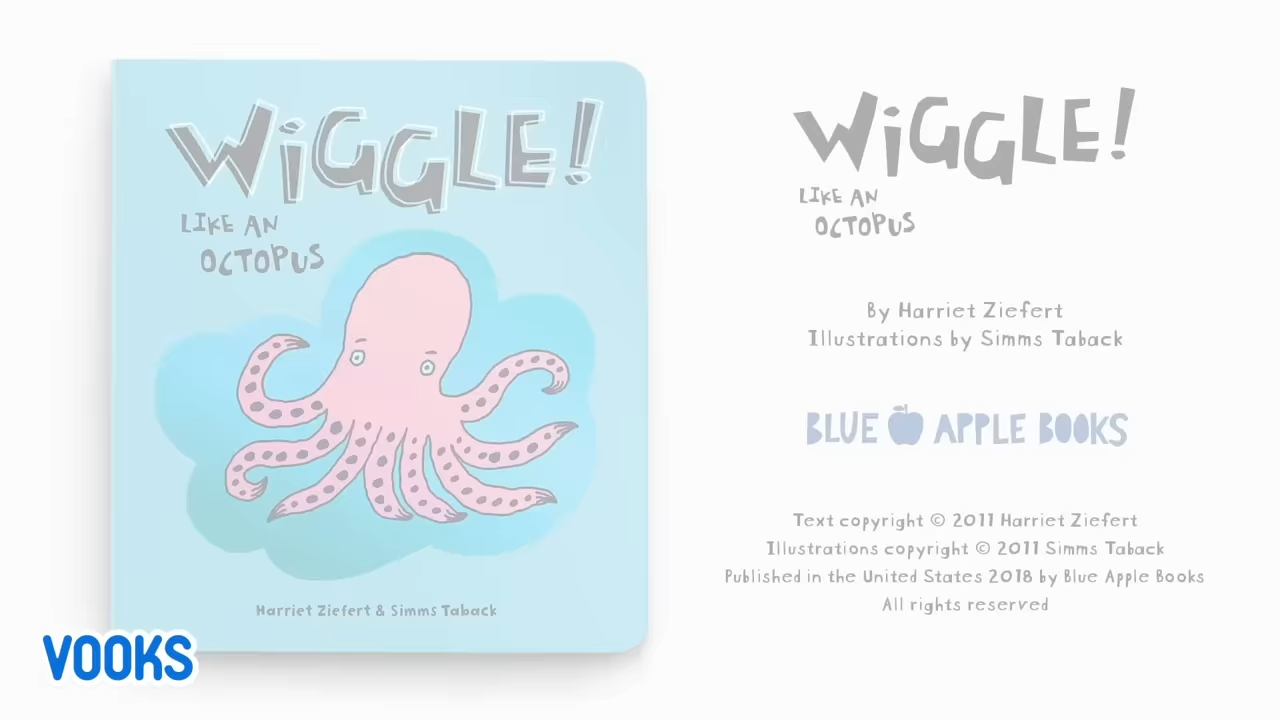 WiGGLE!
LIKE AN
OCTOPUS
Harriet Ziefert & Simms Taback
VOOKS
WiGGLE!
LIKE AN
OCTOPUS
By Harriet Ziefert
Illustrations by Simms Taback
BLUE APPLE BOOKS
Text copyright © 2011 Harriet Ziefert
Illustrations copyright © 2011 Simms Taback
Published in the United States 2018 by Blue Apple Books
All rights reserved